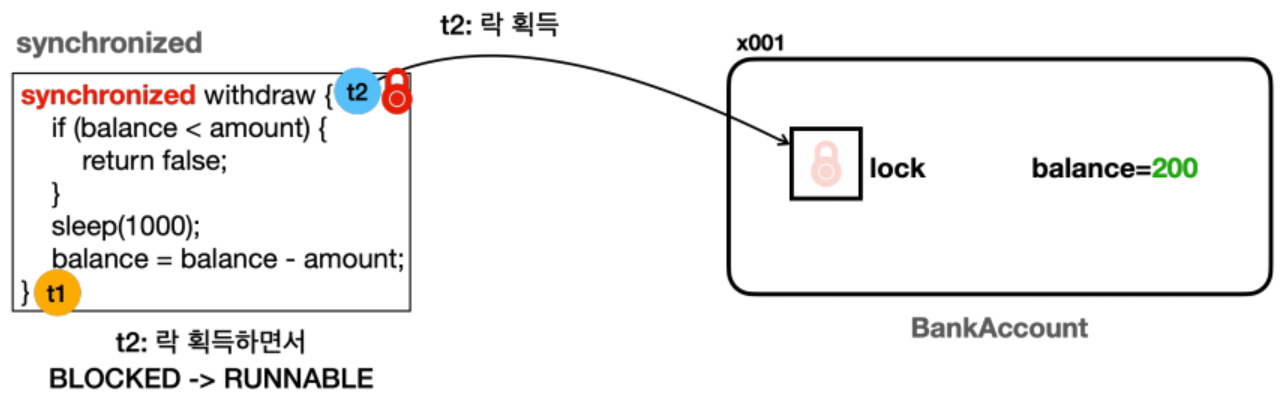 synchronized
t2: 락 획득
x001
synchronized withdraw { t2
if (balance < amount) {
return false;
}
sleep(1000);
balance = balance - amount;
} t1
lock
balance=200
BankAccount
t2: 락 획득하면서
BLOCKED -> RUNNABLE